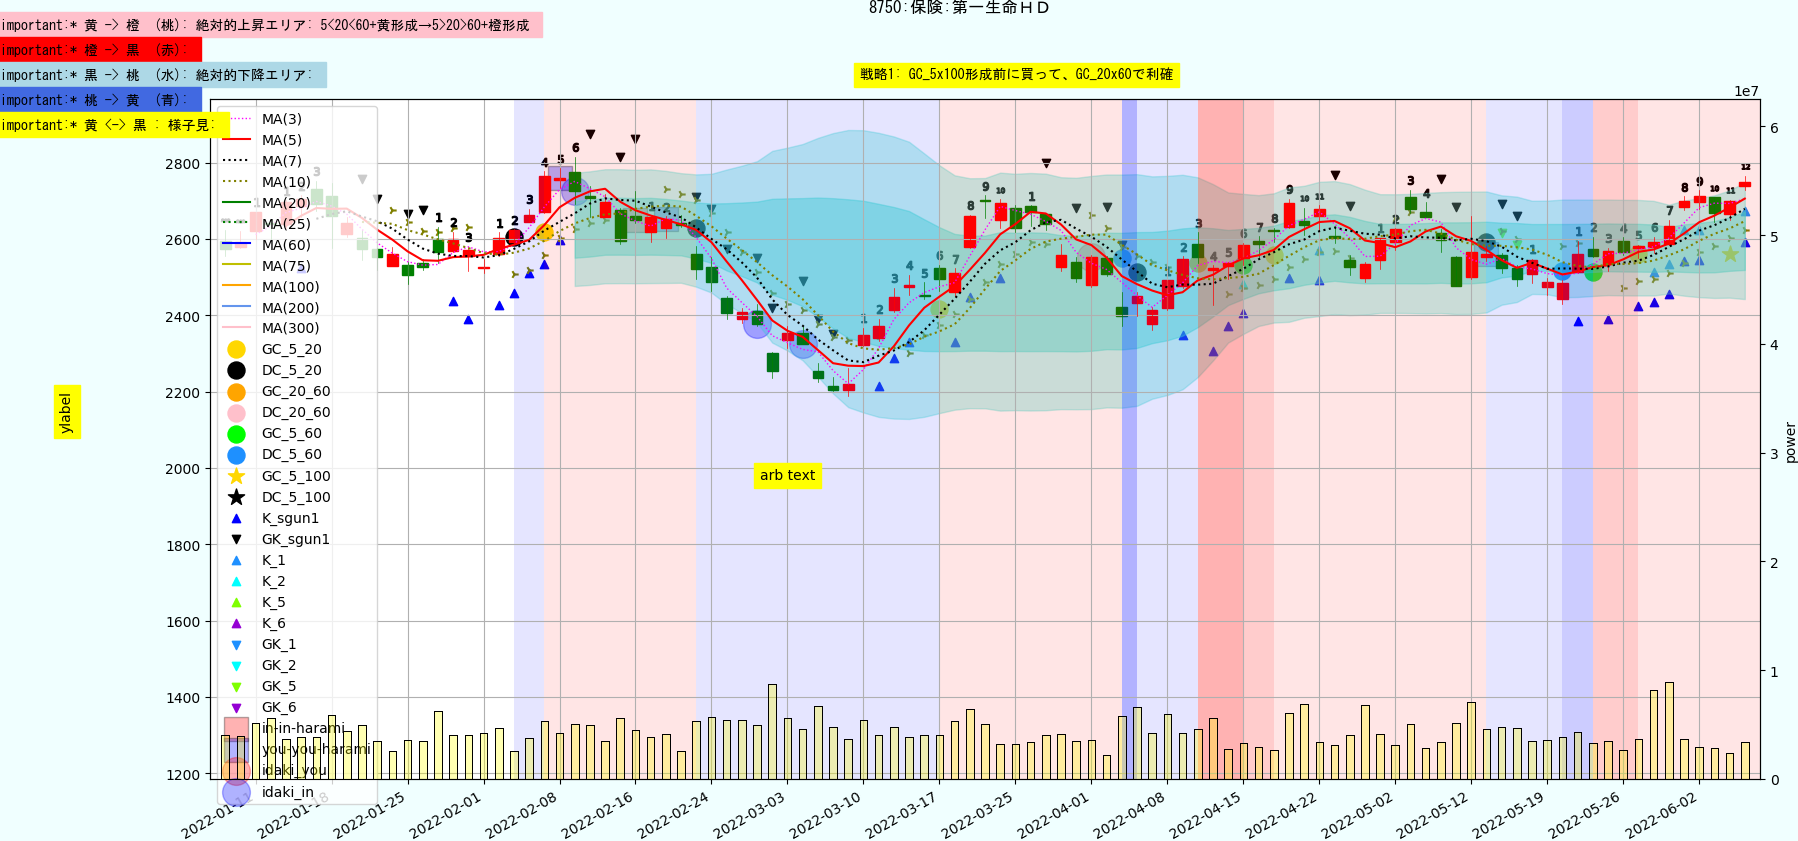 8750:保険:第一生命ＨＤ
important:* 黄 -> 橙 (桃): 絶対的上昇エリア: 5<20<60+黄形成→5>20>60+橙形成
important:* 橙 -> 黒 (赤):
important:* 黒 -> 桃 (水): 絶対的下降エリア:
important:* 桃 -> 黄 (青):
important:* 黄 <-> 黒 : 様子見:
戦略1: GC_5x100形成前に買って、GC_20x60で利確
1e7
MA(3)
MA(5)
MA(7)
MA(10)
MA(20)
MA(25)
MA(60)
MA(75)
MA(100)
MA(200)
MA(300)
GC_5_20
DC_5_20
GC_20_60
DC_20_60
GC_5_60
DC_5_60
GC_5_100
DC_5_100
K_sgun1
GK_sgun1
K_1
K_2
K_5
K_6
GK_1
GK_2
GK_5
GK_6
in-in-harami
you-you-harami
idaki_you
idaki_in
arb text
ylabel
power
2800
2600
2400
2200
2000
1800
1600
1400
1200
6
5
4
3
2
1
0
2022-01-11
2022-01-18
2022-01-25
2022-02-01
2022-02-08
2022-02-16
2022-02-24
2022-03-03
2022-03-10
2022-03-17
2022-03-25
2022-04-01
2022-04-08
2022-04-15
2022-04-22
2022-05-02
2022-05-12
2022-05-19
2022-05-26
2022-06-02